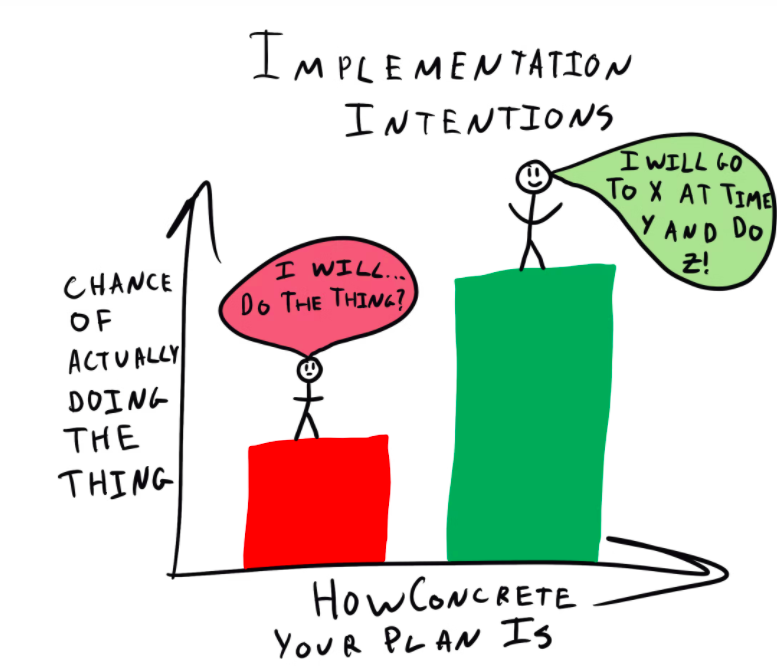 IMPLEMENTATION
INTENTIONS
I WILL GO
TO X AT TIME
Y AND DO
Z!
I WILL...
DO THE THING?
CHANCE
OF
ACTUALLY
DOING
THE
THING
HOW CONCRETE
YOUR PLAN IS